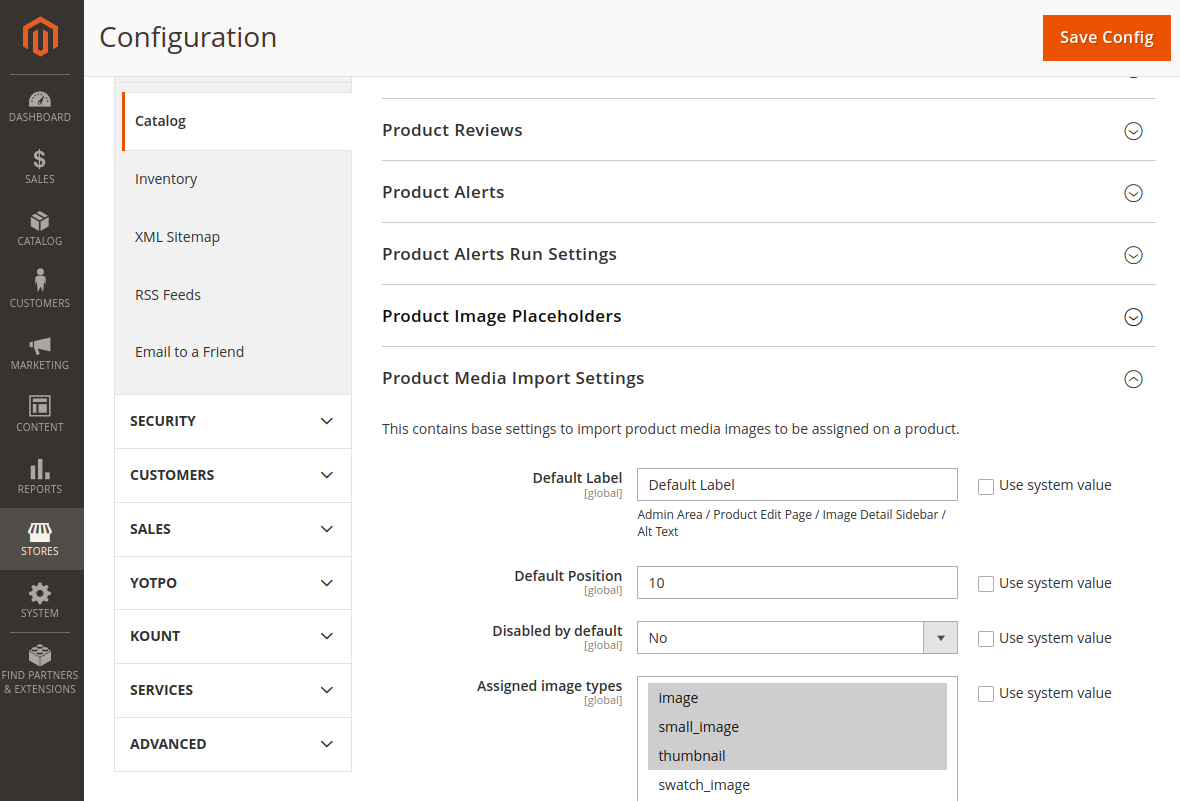 Configuration
Save Config
DASHBOARD
SALES
CATALOG
CUSTOMERS
MARKETING
CONTENT
REPORTS
STORES
SYSTEM
FIND PARTNERS
& EXTENSIONS
Catalog
Inventory
XML Sitemap
RSS Feeds
Email to a Friend
SECURITY
CUSTOMERS
SALES
YOTPO
KOUNT
SERVICES
ADVANCED
Product Reviews
Product Alerts
Product Alerts Run Settings
Product Image Placeholders
Product Media Import Settings
This contains base settings to import product media images to be assigned on a product.
Default Label
[global]
Default Label
Use system value
Admin Area / Product Edit Page / Image Detail Sidebar /
Alt Text
Default Position
[global]
10
Use system value
Disabled by default
[global]
No
Use system value
Assigned image types
[global]
image
small_image
thumbnail
swatch_image
Use system value